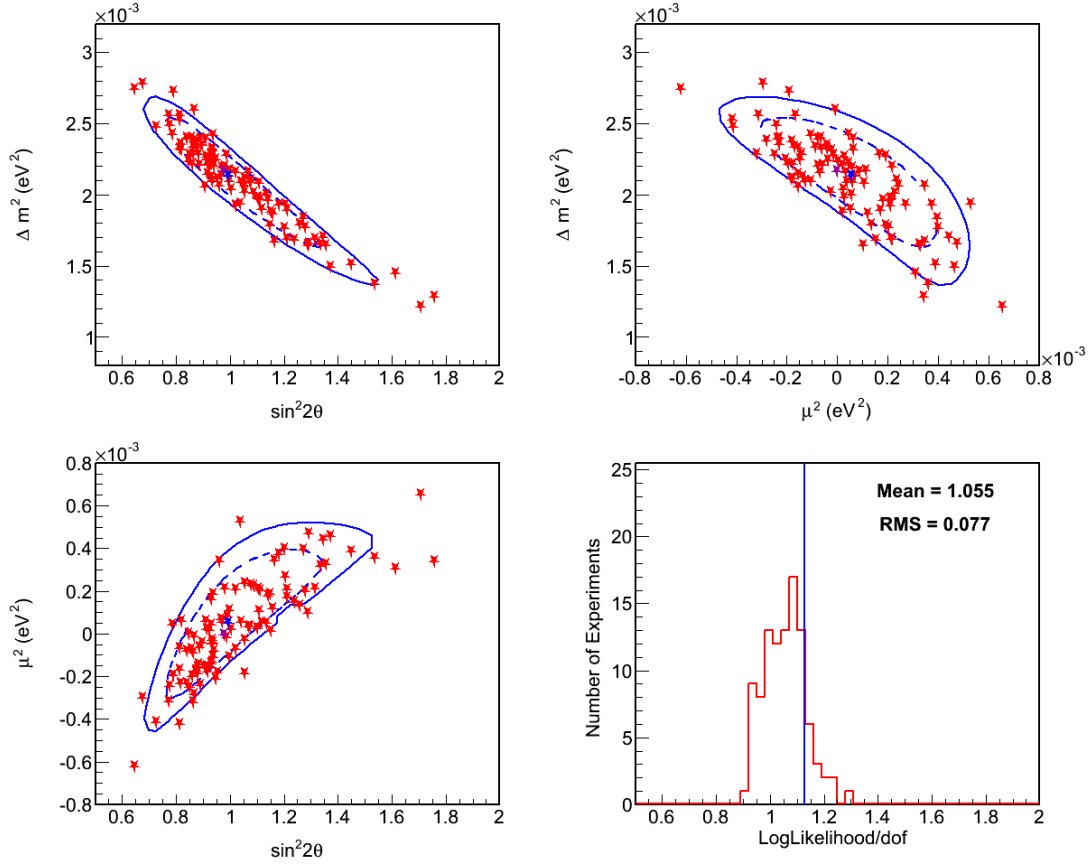 ×10⁻³
3
2.5
2
1.5
1
Δ m² (eV²)
0.6 0.8 1 1.2 1.4 1.6 1.8 2
sin²2θ
×10⁻³
3
2.5
2
1.5
1
Δ m² (eV²)
-0.8 -0.6 -0.4 -0.2 0 0.2 0.4 0.6 0.8
×10⁻³
μ² (eV²)
×10⁻³
0.8
0.6
0.4
0.2
0
-0.2
-0.4
-0.6
-0.8
μ² (eV²)
0.6 0.8 1 1.2 1.4 1.6 1.8 2
sin²2θ
25
20
15
10
5
0
Number of Experiments
Mean = 1.055
RMS = 0.077
0.6 0.8 1 1.2 1.4 1.6 1.8 2
LogLikelihood/dof